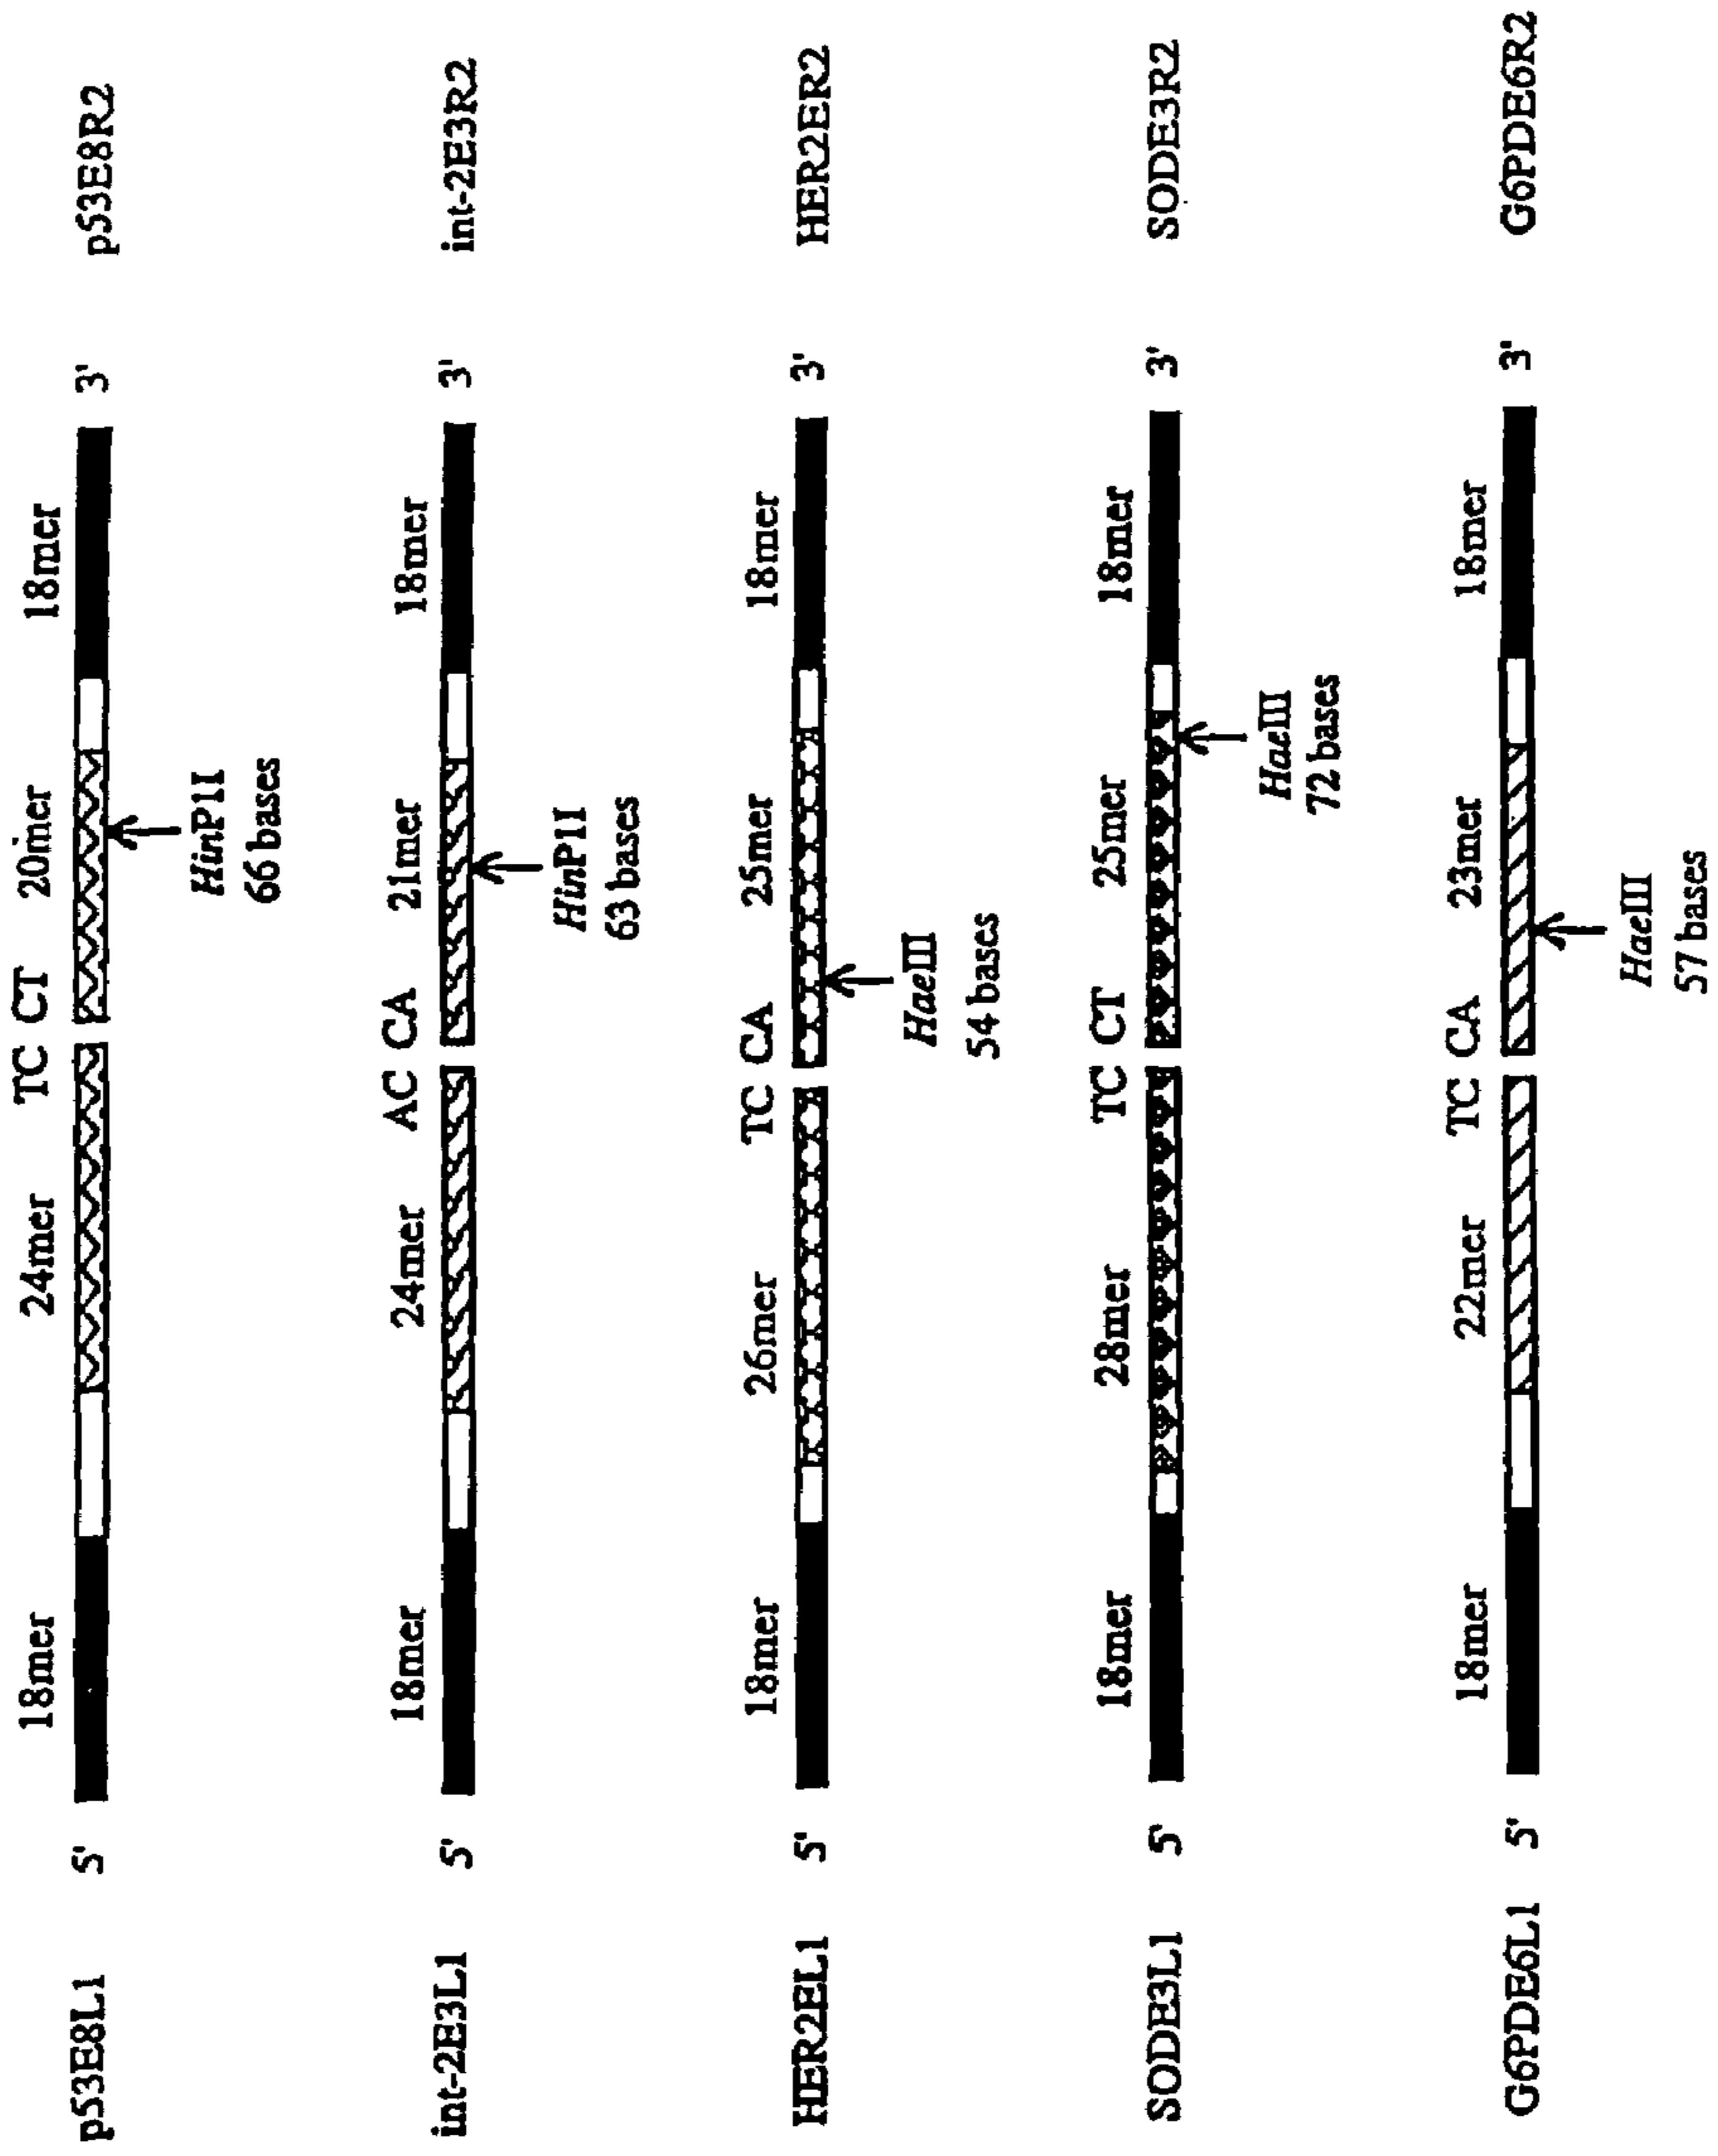 18mer 24mer TC CT 20mer 18mer
p53E8L1 5' 3' p53E8R2
HinP1I
66 bases
18mer 24mer AC CA 21mer 18mer
int-2E3L1 5' 3' int-2E3R2
HinP1I
63 bases
18mer 26mer TC CA 25mer 18mer
HER2EL1 5' 3' HER2ER2
HaeIII
54 bases
18mer 28mer TC CT 25mer 18mer
SODE3L1 5' 3' SODE3R2
HaeIII
72 bases
18mer 22mer TC CA 23mer 18mer
G6PDE6L1 5' 3' G6PDE6R2
HaeIII
57 bases